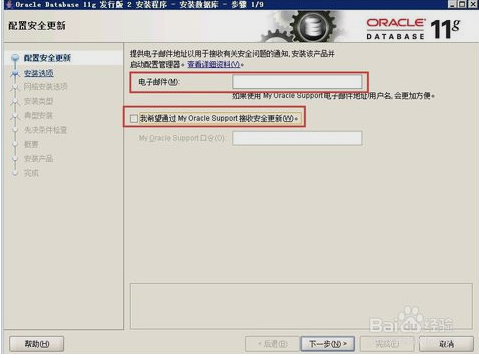 Oracle Database 11g 发行版 2 安装程序 - 安装数据库 - 步骤 1/9
配置安全更新
ORACLE
DATABASE 11g
配置安全更新
安装选项
网格安装选项
安装类型
典型安装
先决条件检查
概要
安装产品
完成
提供电子邮件地址以用于接收有关安全问题的通知, 安装该产品并
启动配置管理器。查看详细资料(V)。
电子邮件(M):
如果使用 My Oracle Support 电子邮件地址/用户名, 会更加方便。
我希望通过 My Oracle Support 接收安全更新(W)。
My Oracle Support 口令(O):
帮助(H)
< 后退(B)
下一步(N) >
完成(F)
取消
Baidu 经验